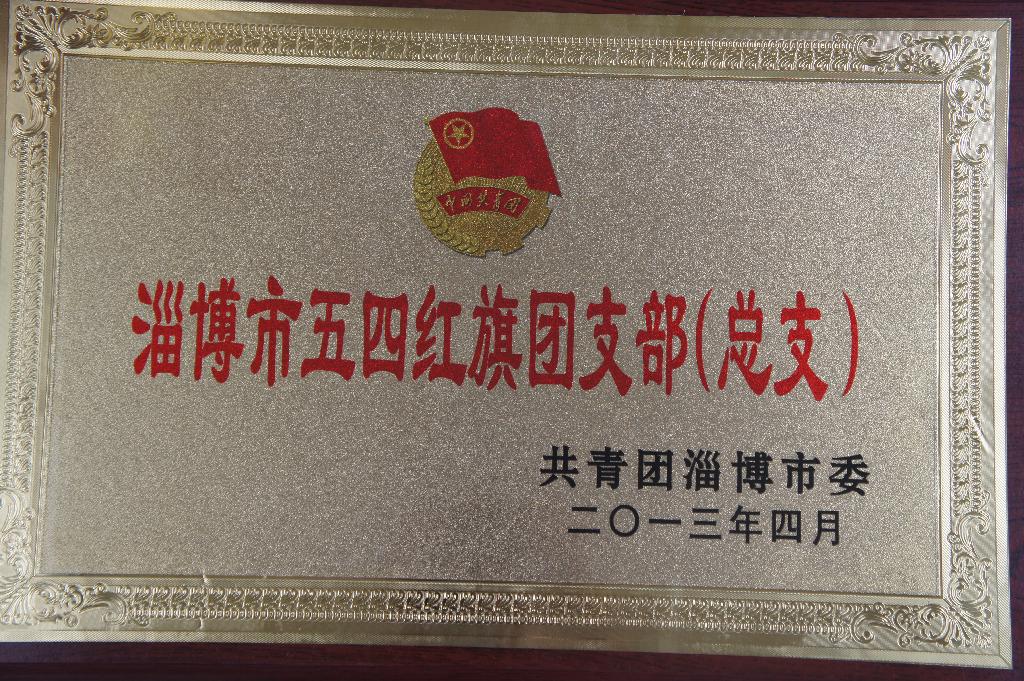 中国共青团
淄博市五四红旗团支部(总支)
共青团淄博市委
二〇一三年四月